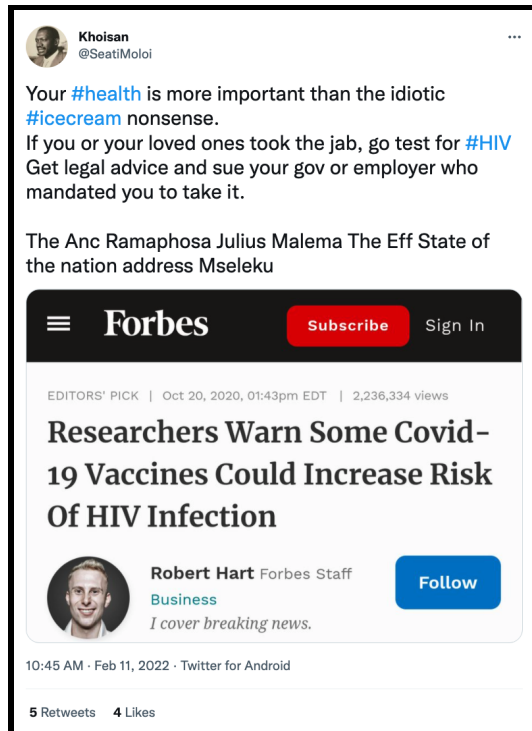 Khoisan
@SeatiMoloi
Your #health is more important than the idiotic
#icecream nonsense.
If you or your loved ones took the jab, go test for #HIV
Get legal advice and sue your gov or employer who
mandated you to take it.
The Anc Ramaphosa Julius Malema The Eff State of
the nation address Mseleku
Forbes
Subscribe
Sign In
EDITORS' PICK | Oct 20, 2020, 01:43pm EDT | 2,236,334 views
Researchers Warn Some Covid-
19 Vaccines Could Increase Risk
Of HIV Infection
Robert Hart Forbes Staff
Business
I cover breaking news.
Follow
10:45 AM · Feb 11, 2022 · Twitter for Android
5 Retweets 4 Likes